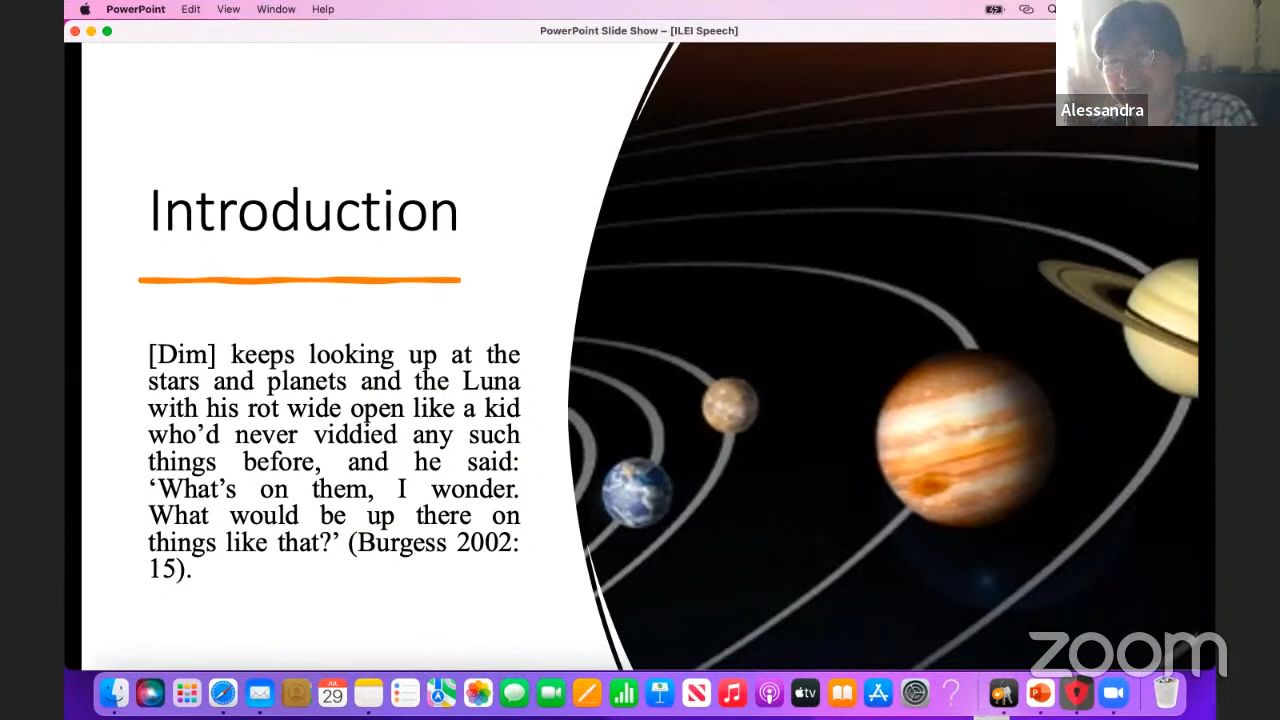 PowerPoint Edit View Window Help
PowerPoint Slide Show – [ILEI Speech]
Alessandra
Introduction
[Dim] keeps looking up at the
stars and planets and the Luna
with his rot wide open like a kid
who’d never viddied any such
things before, and he said:
‘What’s on them, I wonder.
What would be up there on
things like that?’ (Burgess 2002:
15).
zoom
JUL
29
tv